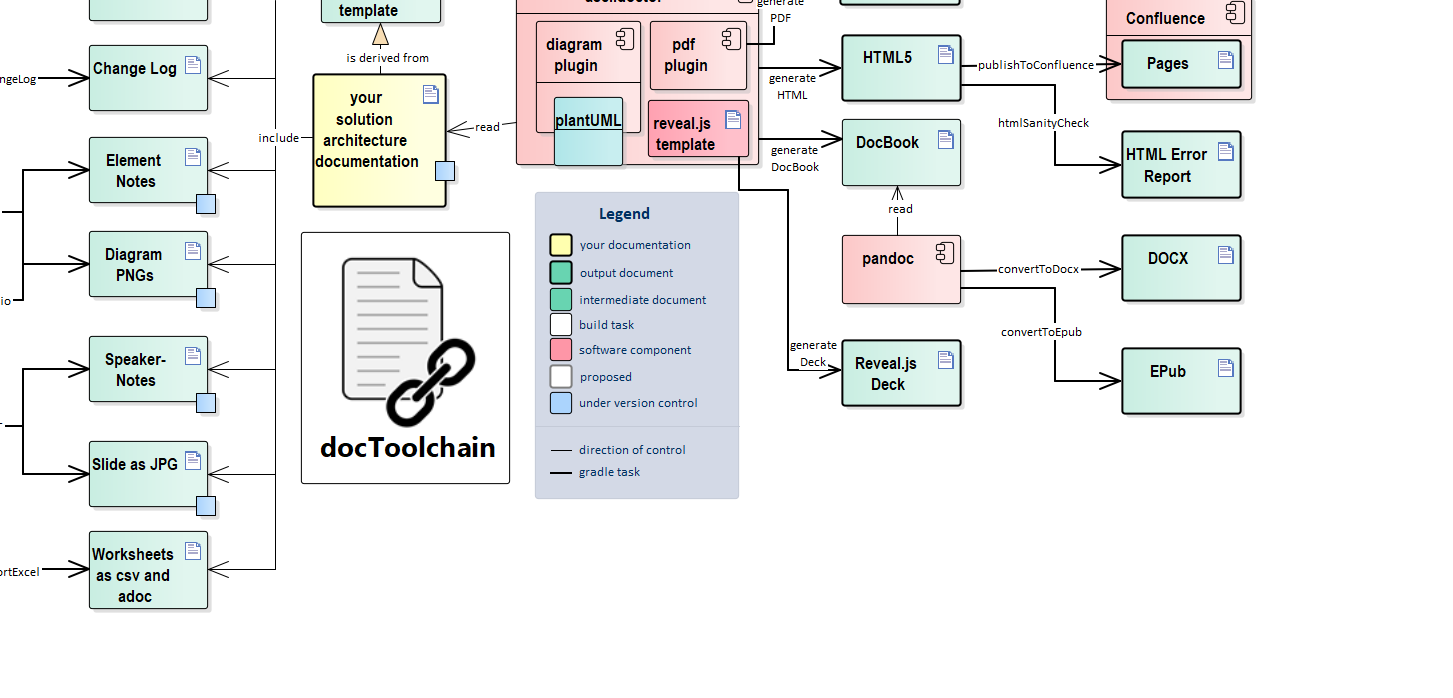 template
is derived from
Change Log
ngeLog
your
solution
architecture
documentation
include
read
Element
Notes
Diagram
PNGs
io
Speaker-
Notes
Slide as JPG
Worksheets
as csv and
adoc
ortExcel
docToolchain
diagram
plugin
pdf
plugin
plantUML
reveal.js
template
generate
PDF
generate
HTML
generate
DocBook
generate
Deck
Legend
your documentation
output document
intermediate document
build task
software component
proposed
under version control
direction of control
gradle task
HTML5
publishToConfluence
Confluence
Pages
htmlSanityCheck
HTML Error
Report
DocBook
read
pandoc
convertToDocx
DOCX
convertToEpub
EPub
Reveal.js
Deck